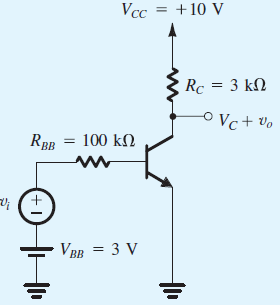 V_CC = +10 V
R_C = 3 kΩ
V_C + v_o
R_BB = 100 kΩ
v_i
+
V_BB = 3 V